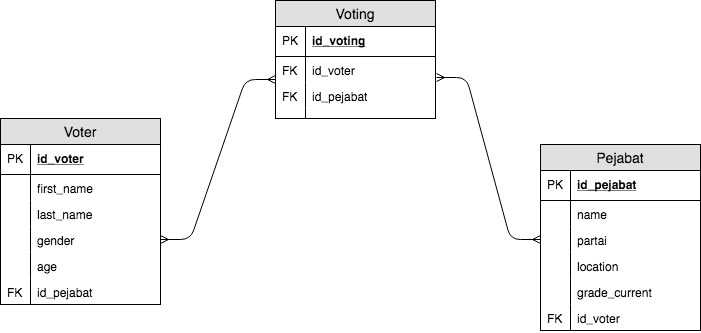 Voting
PK id_voting
FK id_voter
FK id_pejabat
Voter
PK id_voter
first_name
last_name
gender
age
FK id_pejabat
Pejabat
PK id_pejabat
name
partai
location
grade_current
FK id_voter